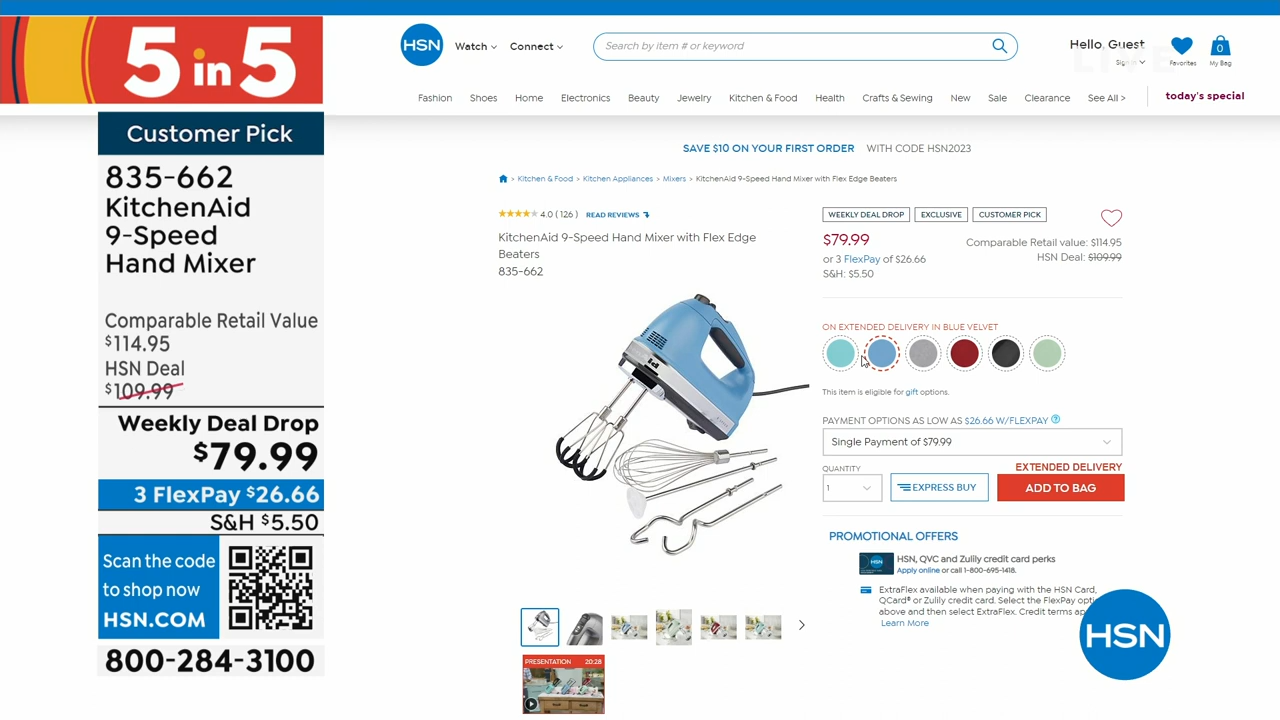 5 in 5
Customer Pick
835-662
KitchenAid
9-Speed
Hand Mixer
Comparable Retail Value
$114.95
HSN Deal
$109.99
Weekly Deal Drop
$79.99
3 FlexPay $26.66
S&H $5.50
Scan the code
to shop now
HSN.COM
800-284-3100
HSN
Watch
Connect
Search by item # or keyword
Hello, Guest
Sign In
Favorites
0
My Bag
LIVE
Fashion
Shoes
Home
Electronics
Beauty
Jewelry
Kitchen & Food
Health
Crafts & Sewing
New
Sale
Clearance
See All >
today's special
SAVE $10 ON YOUR FIRST ORDER WITH CODE HSN2023
> Kitchen & Food > Kitchen Appliances > Mixers > KitchenAid 9-Speed Hand Mixer with Flex Edge Beaters
4.0 ( 126 ) READ REVIEWS
KitchenAid 9-Speed Hand Mixer with Flex Edge
Beaters
835-662
PRESENTATION 20:28
WEEKLY DEAL DROP
EXCLUSIVE
CUSTOMER PICK
$79.99
Comparable Retail value: $114.95
or 3 FlexPay of $26.66
HSN Deal: $109.99
S&H: $5.50
ON EXTENDED DELIVERY IN BLUE VELVET
This item is eligible for gift options.
PAYMENT OPTIONS AS LOW AS $26.66 W/FLEXPAY ?
Single Payment of $79.99
QUANTITY
EXTENDED DELIVERY
1
EXPRESS BUY
ADD TO BAG
PROMOTIONAL OFFERS
HSN
HSN, QVC and Zulily credit card perks
Apply online or call 1-800-695-1418.
ExtraFlex available when paying with the HSN Card,
QCard® or Zulily credit card. Select the FlexPay
above and then select ExtraFlex. Credit terms
Learn More
HSN